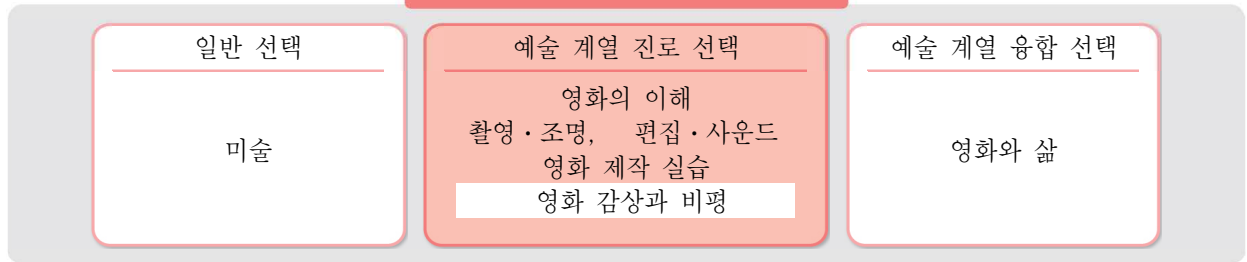 일반 선택
미술
예술 계열 진로 선택
영화의 이해
촬영・조명,  편집・사운드
영화 제작 실습
영화 감상과 비평
예술 계열 융합 선택
영화와 삶